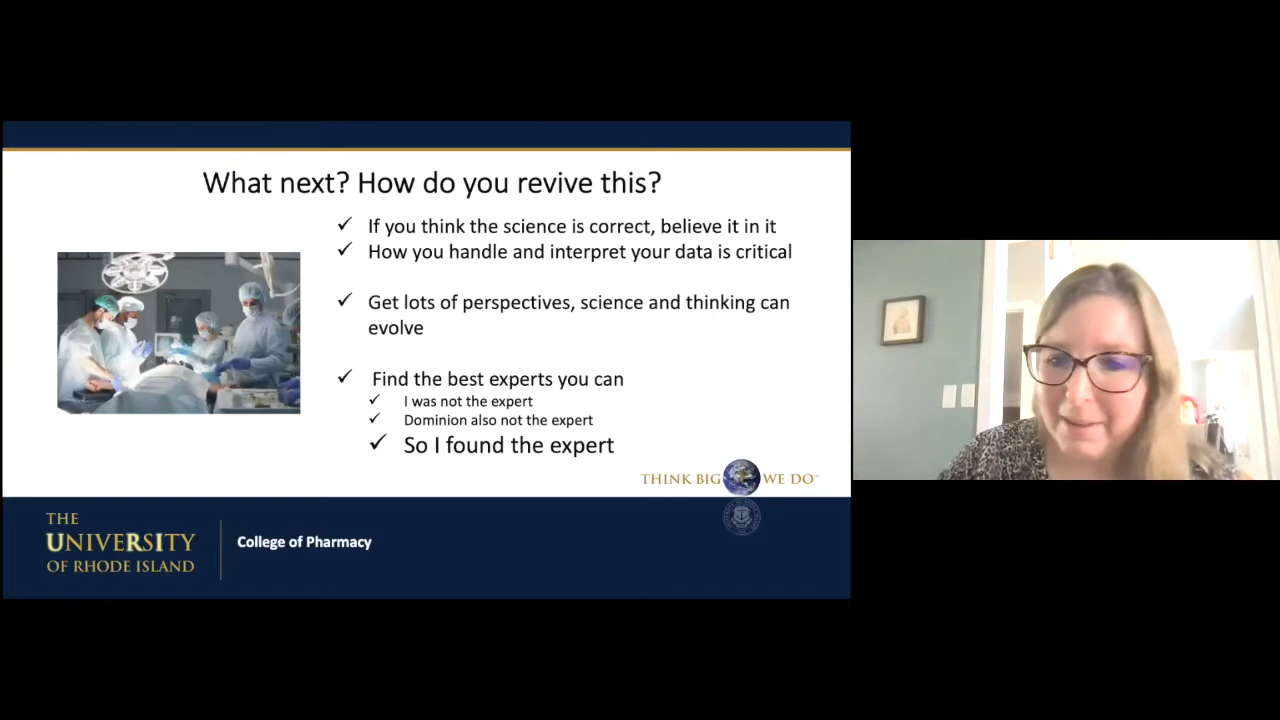 What next? How do you revive this?
✓ If you think the science is correct, believe it in it
✓ How you handle and interpret your data is critical
✓ Get lots of perspectives, science and thinking can
evolve
✓ Find the best experts you can
✓ I was not the expert
✓ Dominion also not the expert
✓ So I found the expert
THINK BIG WE DO℠
THE
UNIVERSITY
OF RHODE ISLAND
College of Pharmacy